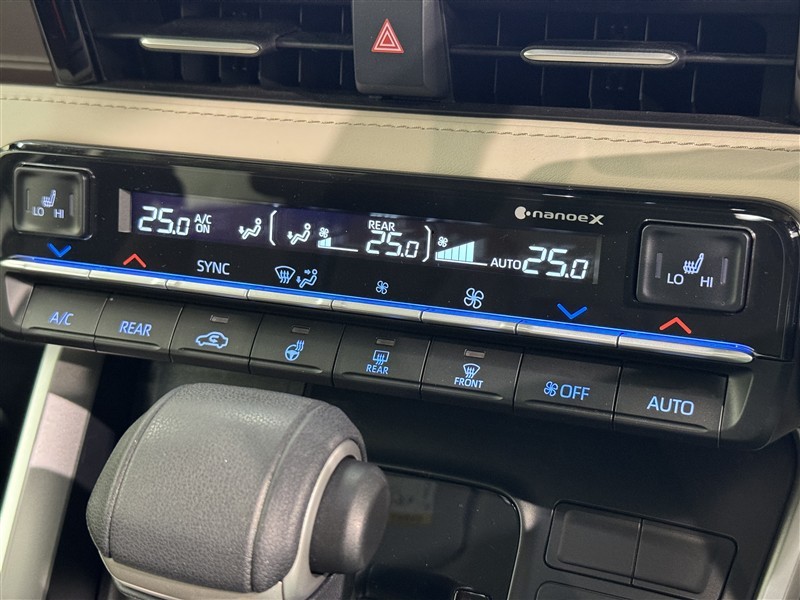 nanoeX
25.0 A/C ON REAR 25.0 AUTO 25.0
LO HI
LO HI
SYNC
A/C REAR REAR FRONT OFF AUTO